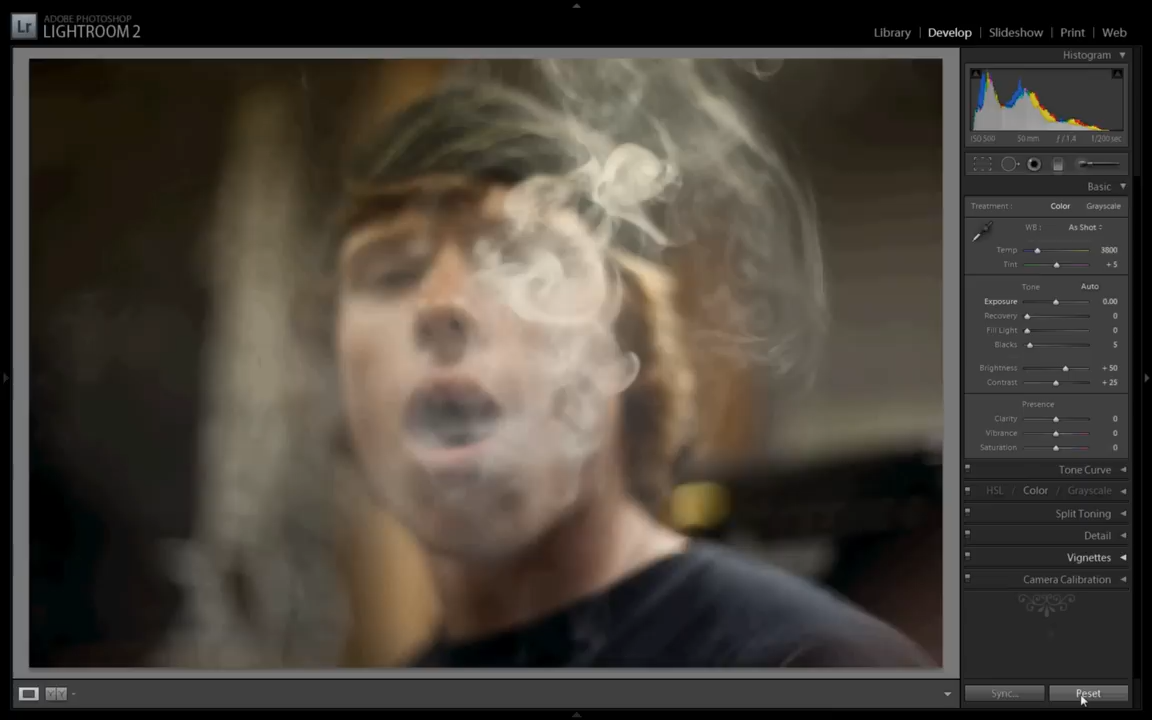 Lr
ADOBE PHOTOSHOP
LIGHTROOM 2
Library | Develop | Slideshow | Print | Web
Histogram
ISO 500 50 mm ƒ / 1.4 1/200 sec
Basic
Treatment : Color Grayscale
WB : As Shot
Temp 3800
Tint + 5
Tone Auto
Exposure 0.00
Recovery 0
Fill Light 0
Blacks 5
Brightness + 50
Contrast + 25
Presence
Clarity 0
Vibrance 0
Saturation 0
Tone Curve
HSL / Color / Grayscale
Split Toning
Detail
Vignettes
Camera Calibration
Sync... Reset